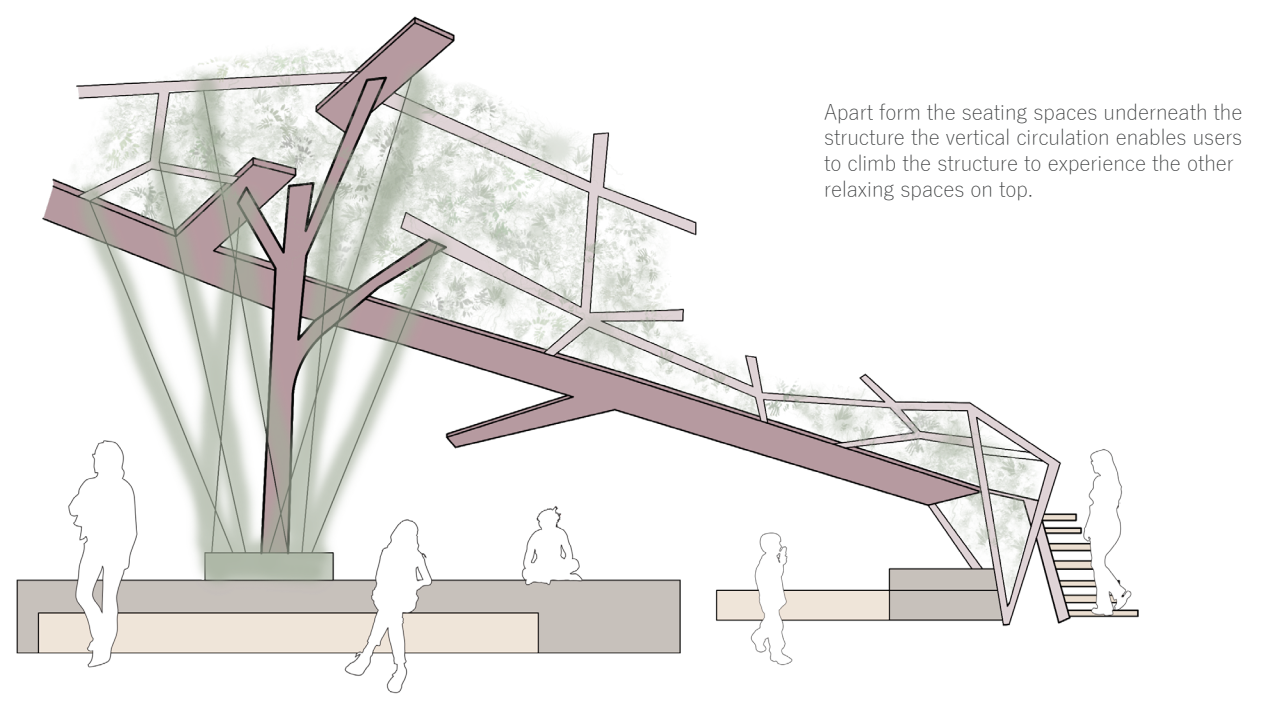 Apart form the seating spaces underneath the
structure the vertical circulation enables users
to climb the structure to experience the other
relaxing spaces on top.